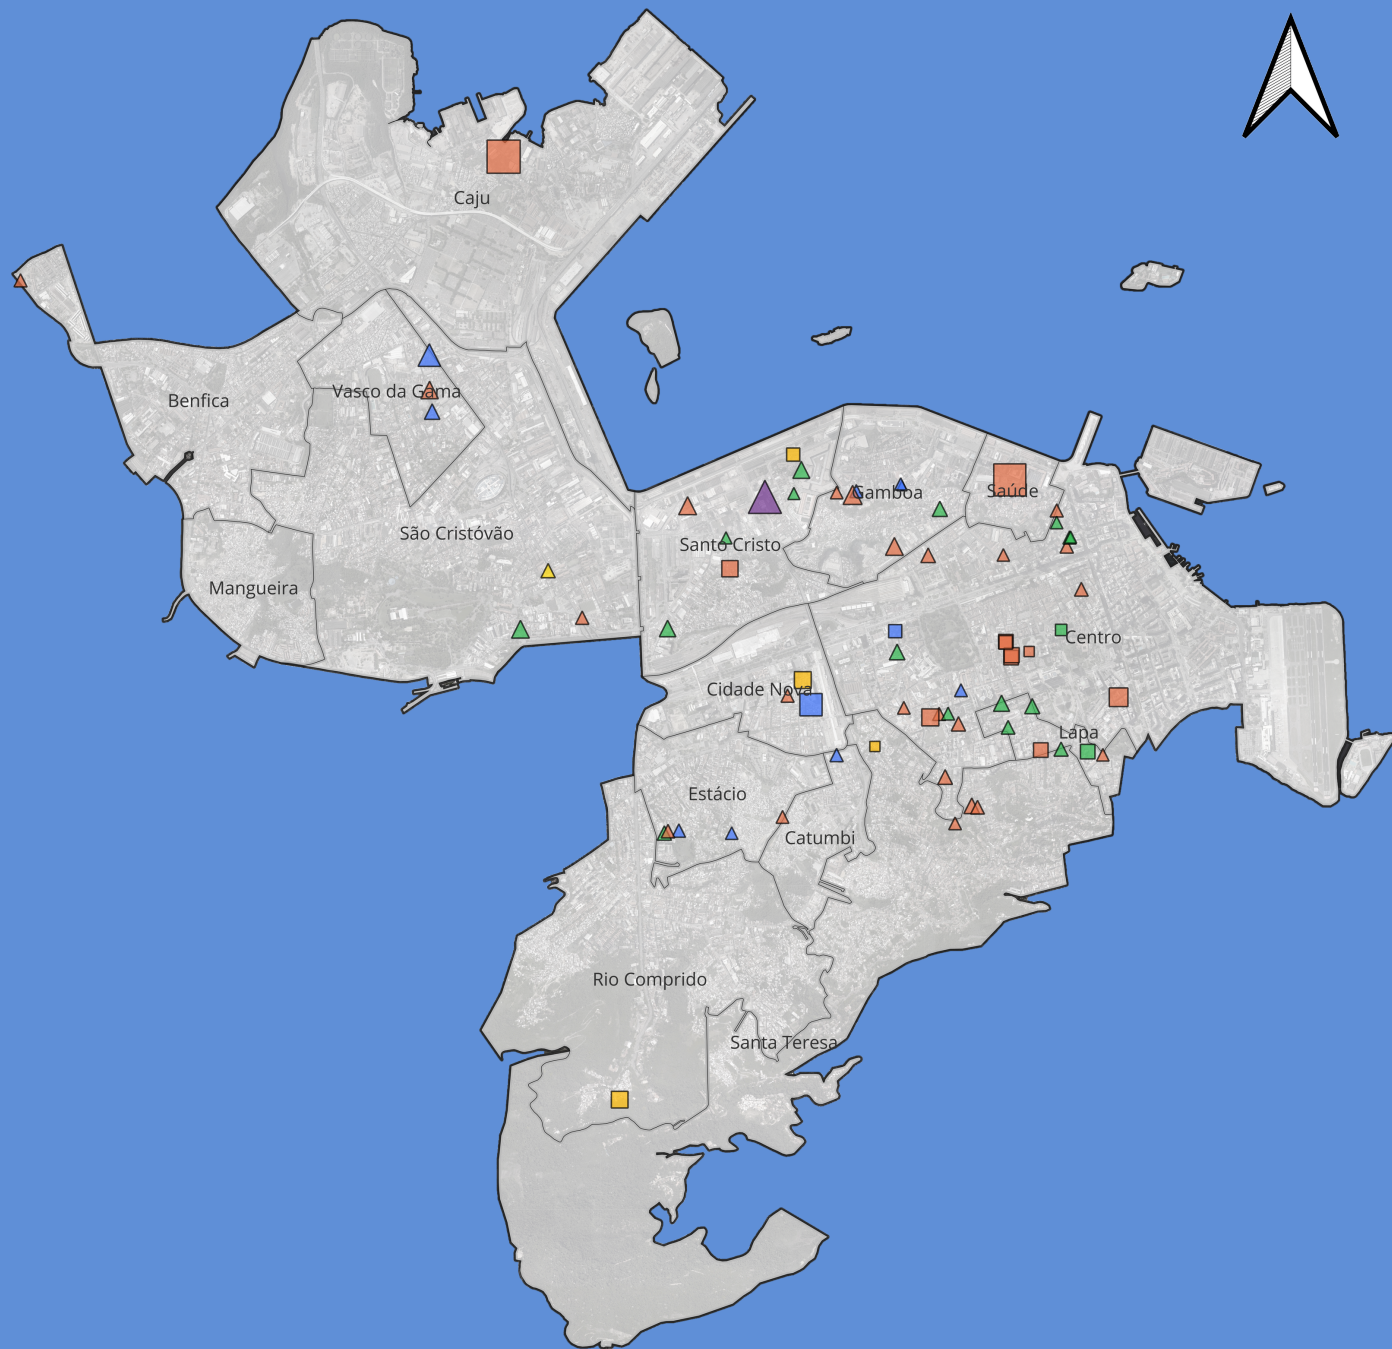 Caju
Benfica
Vasco da Gama
São Cristóvão
Mangueira
Santo Cristo
Gamboa
Saúde
Centro
Cidade Nova
Lapa
Estácio
Catumbi
Rio Comprido
Santa Teresa